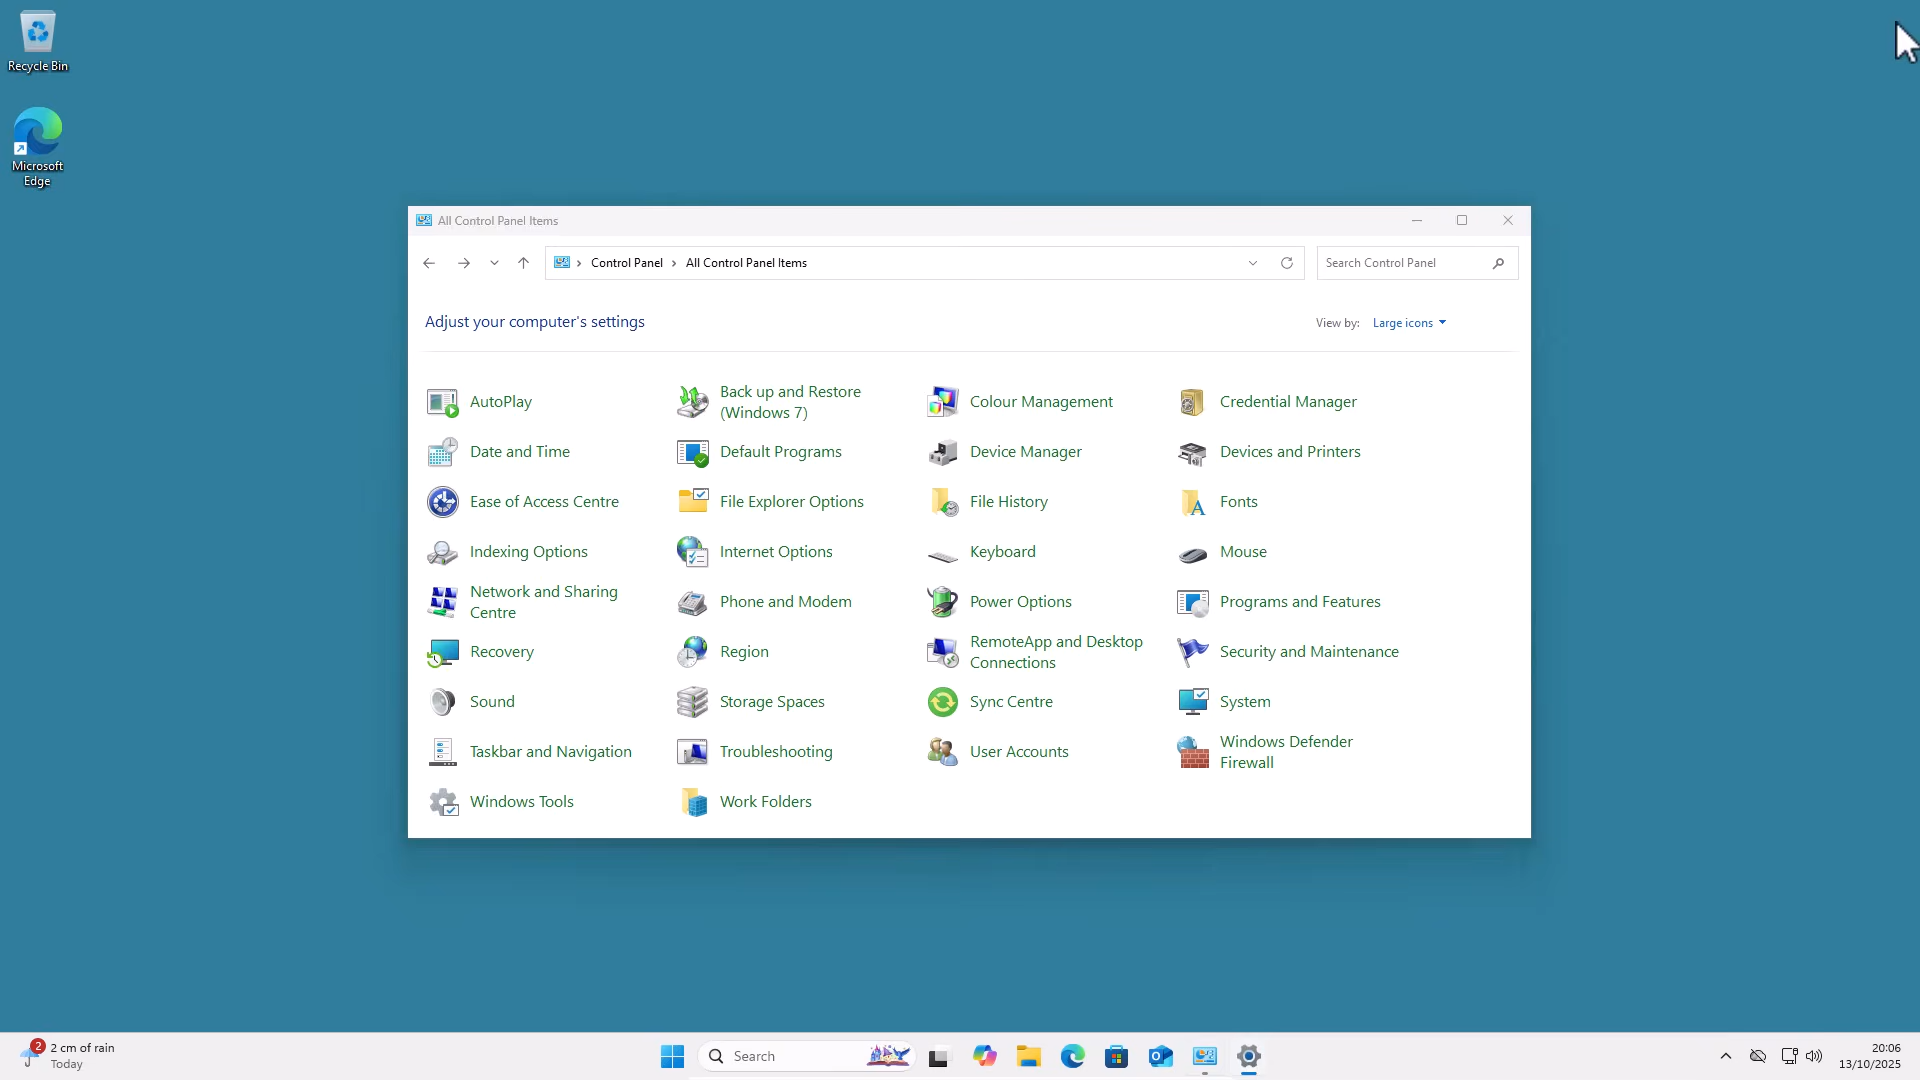 Recycle Bin
Microsoft
Edge
All Control Panel Items
Control Panel
All Control Panel Items
Search Control Panel
Adjust your computer's settings
View by:
Large icons
AutoPlay
Back up and Restore
(Windows 7)
Colour Management
Credential Manager
Date and Time
Default Programs
Device Manager
Devices and Printers
Ease of Access Centre
File Explorer Options
File History
Fonts
Indexing Options
Internet Options
Keyboard
Mouse
Network and Sharing
Centre
Phone and Modem
Power Options
Programs and Features
Recovery
Region
RemoteApp and Desktop
Connections
Security and Maintenance
Sound
Storage Spaces
Sync Centre
System
Taskbar and Navigation
Troubleshooting
User Accounts
Windows Defender
Firewall
Windows Tools
Work Folders
2
2 cm of rain
Today
Search
20:06
13/10/2025